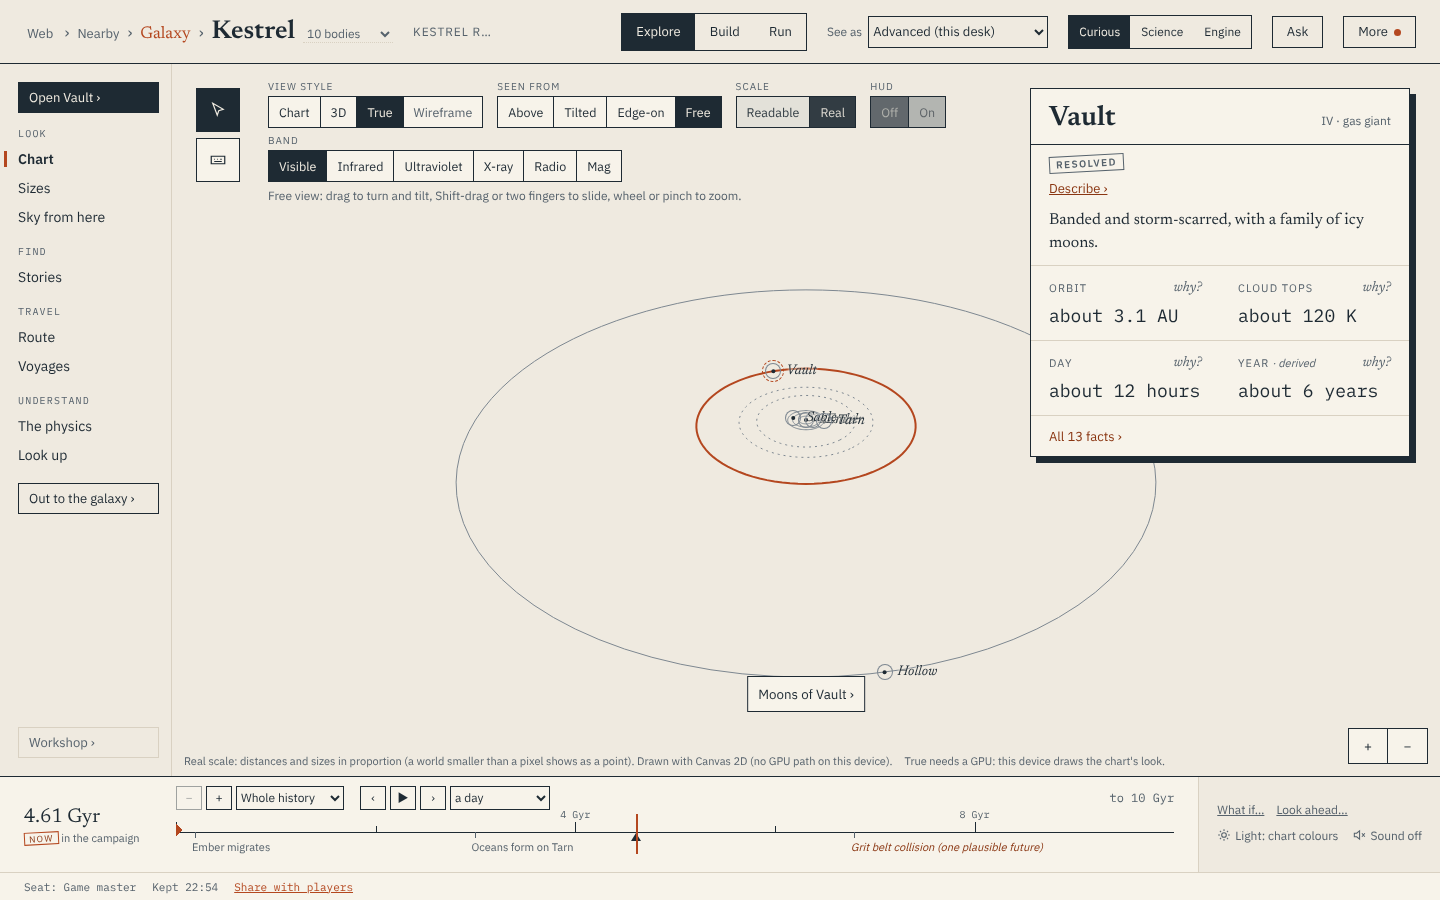 Web › Nearby › Galaxy › Kestrel 10 bodies KESTREL R…
Explore Build Run See as Advanced (this desk) Curious Science Engine Ask More
Open Vault ›
LOOK
Chart
Sizes
Sky from here
FIND
Stories
TRAVEL
Route
Voyages
UNDERSTAND
The physics
Look up
Out to the galaxy ›
Workshop ›
VIEW STYLE
Chart 3D True Wireframe
SEEN FROM
Above Tilted Edge-on Free
SCALE
Readable Real
HUD
Off On
BAND
Visible Infrared Ultraviolet X-ray Radio Mag
Free view: drag to turn and tilt, Shift-drag or two fingers to slide, wheel or pinch to zoom.
Vault
Tarn
Hollow
Moons of Vault ›
Vault IV · gas giant
RESOLVED
Describe ›
Banded and storm-scarred, with a family of icy
moons.
ORBIT why?
about 3.1 AU
CLOUD TOPS why?
about 120 K
DAY why?
about 12 hours
YEAR · derived why?
about 6 years
All 13 facts ›
+ −
Real scale: distances and sizes in proportion (a world smaller than a pixel shows as a point). Drawn with Canvas 2D (no GPU path on this device). True needs a GPU: this device draws the chart's look.
4.61 Gyr
NOW in the campaign
− + Whole history ‹ › a day to 10 Gyr
4 Gyr 8 Gyr
Ember migrates Oceans form on Tarn Grit belt collision (one plausible future)
What if… Look ahead…
Light: chart colours Sound off
Seat: Game master Kept 22:54 Share with players